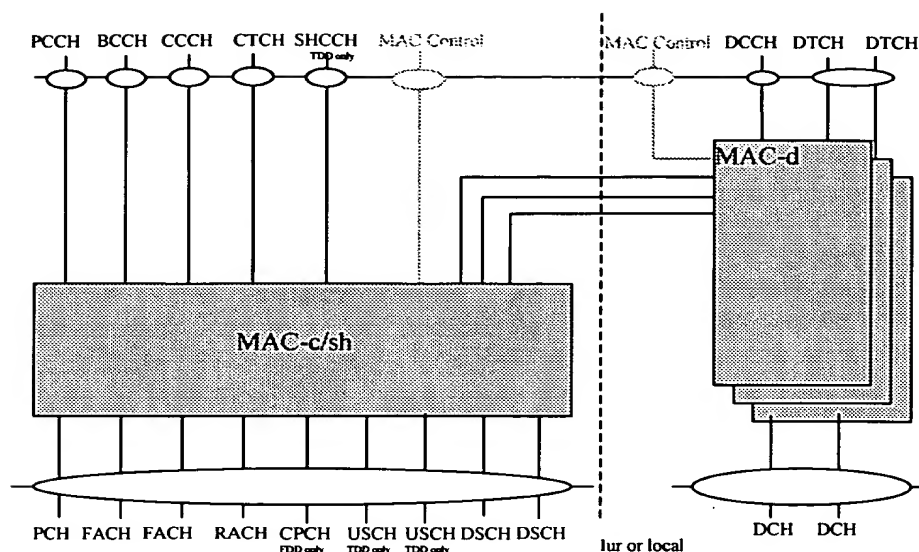 PCCH BCCH CCCH CTCH SHCCH MAC Control MAC Control DCCH DTCH DTCH
TDD only
MAC-d
MAC-c/sh
PCH FACH FACH RACH CPCH USCH USCH DSCH DSCH DCH DCH
FDD only TDD only TDD only
Iur or local